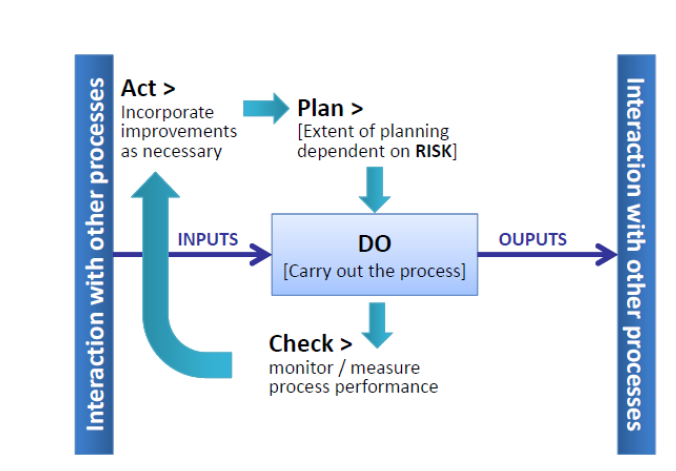 Interaction with other processes
Act >
Incorporate
improvements
as necessary
Plan >
[Extent of planning
dependent on RISK]
INPUTS
DO
[Carry out the process]
OUPUTS
Check >
monitor / measure
process performance
Interaction with other processes